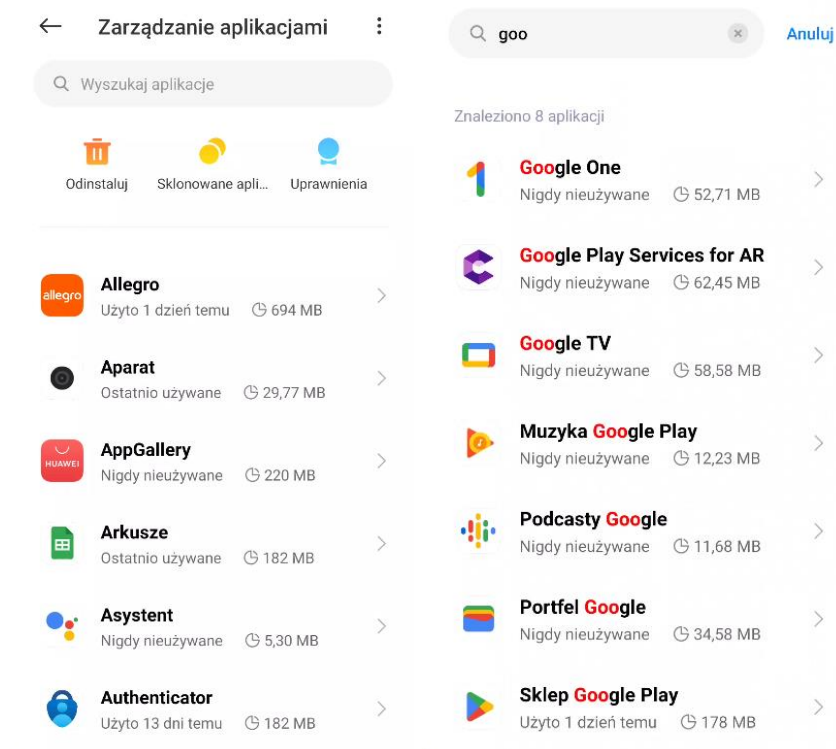 Zarządzanie aplikacjami
Wyszukaj aplikacje
Odinstaluj
Sklonowane apli...
Uprawnienia
allegro
Allegro
Użyto 1 dzień temu 694 MB
Aparat
Ostatnio używane 29,77 MB
HUAWEI
AppGallery
Nigdy nieużywane 220 MB
Arkusze
Ostatnio używane 182 MB
Asystent
Nigdy nieużywane 5,30 MB
Authenticator
Użyto 13 dni temu 182 MB
goo
Anuluj
Znaleziono 8 aplikacji
Google One
Nigdy nieużywane 52,71 MB
Google Play Services for AR
Nigdy nieużywane 62,45 MB
Google TV
Nigdy nieużywane 58,58 MB
Muzyka Google Play
Nigdy nieużywane 12,23 MB
Podcasty Google
Nigdy nieużywane 11,68 MB
Portfel Google
Nigdy nieużywane 34,58 MB
Sklep Google Play
Użyto 1 dzień temu 178 MB